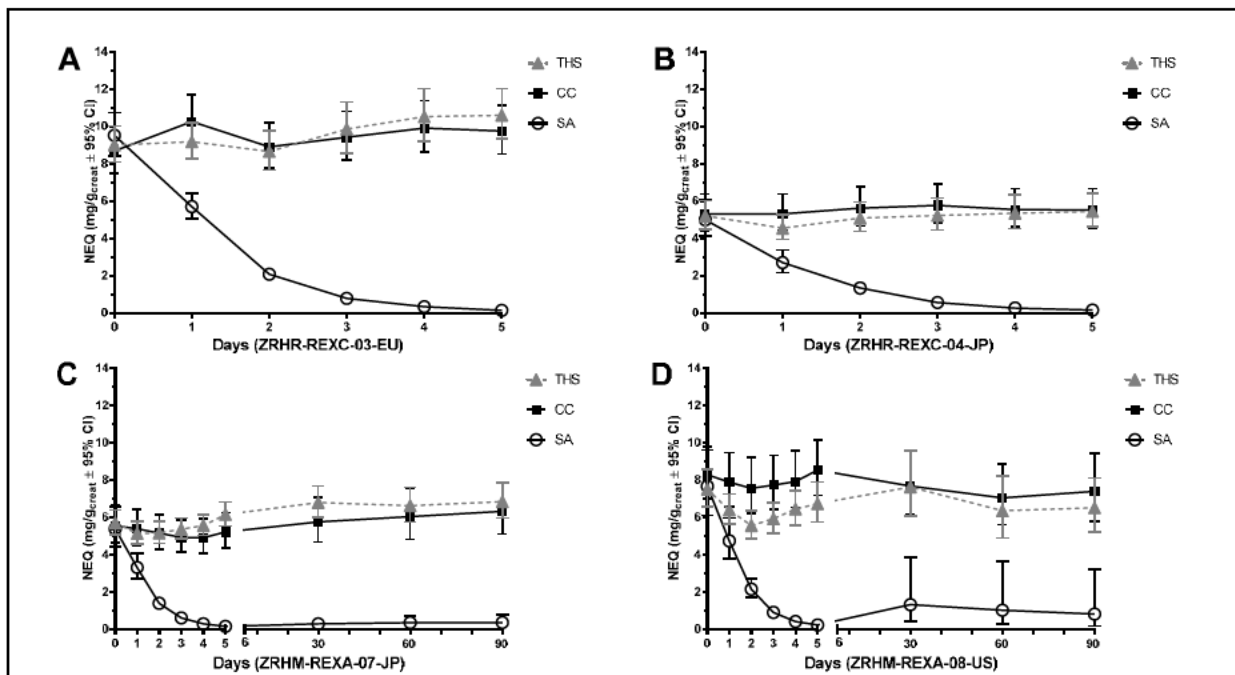 A
NEQ (mg/gcreat ± 95% CI)
14
12
10
8
6
4
2
0
0 1 2 3 4 5
Days (ZRHR-REXC-03-EU)
THS
CC
SA
B
NEQ (mg/gcreat ± 95% CI)
14
12
10
8
6
4
2
0
0 1 2 3 4 5
Days (ZRHR-REXC-04-JP)
THS
CC
SA
C
NEQ (mg/gcreat ± 95% CI)
14
12
10
8
6
4
2
0
0 1 2 3 4 5 6 30 60 90
Days (ZRHM-REXA-07-JP)
THS
CC
SA
D
NEQ (mg/gcreat ± 95% CI)
14
12
10
8
6
4
2
0
0 1 2 3 4 5 6 30 60 90
Days (ZRHM-REXA-08-US)
THS
CC
SA